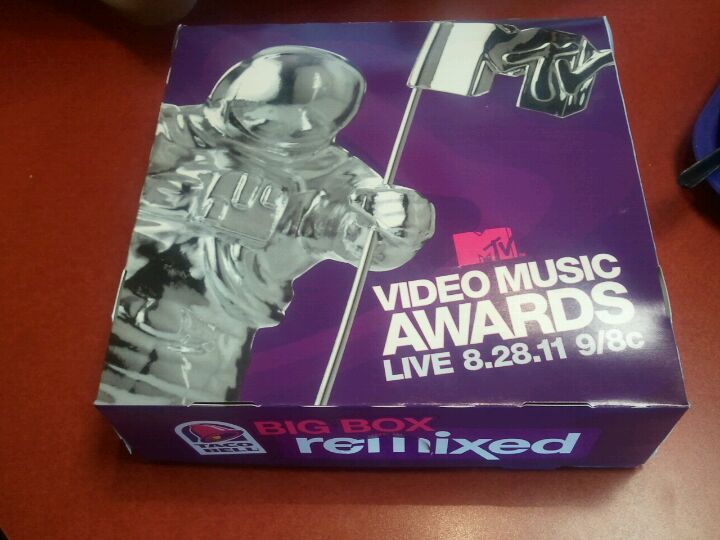 MTV
MTV
VIDEO MUSIC
AWARDS
LIVE 8.28.11 9/8c
TACO
BELL
BIG BOX
remixed